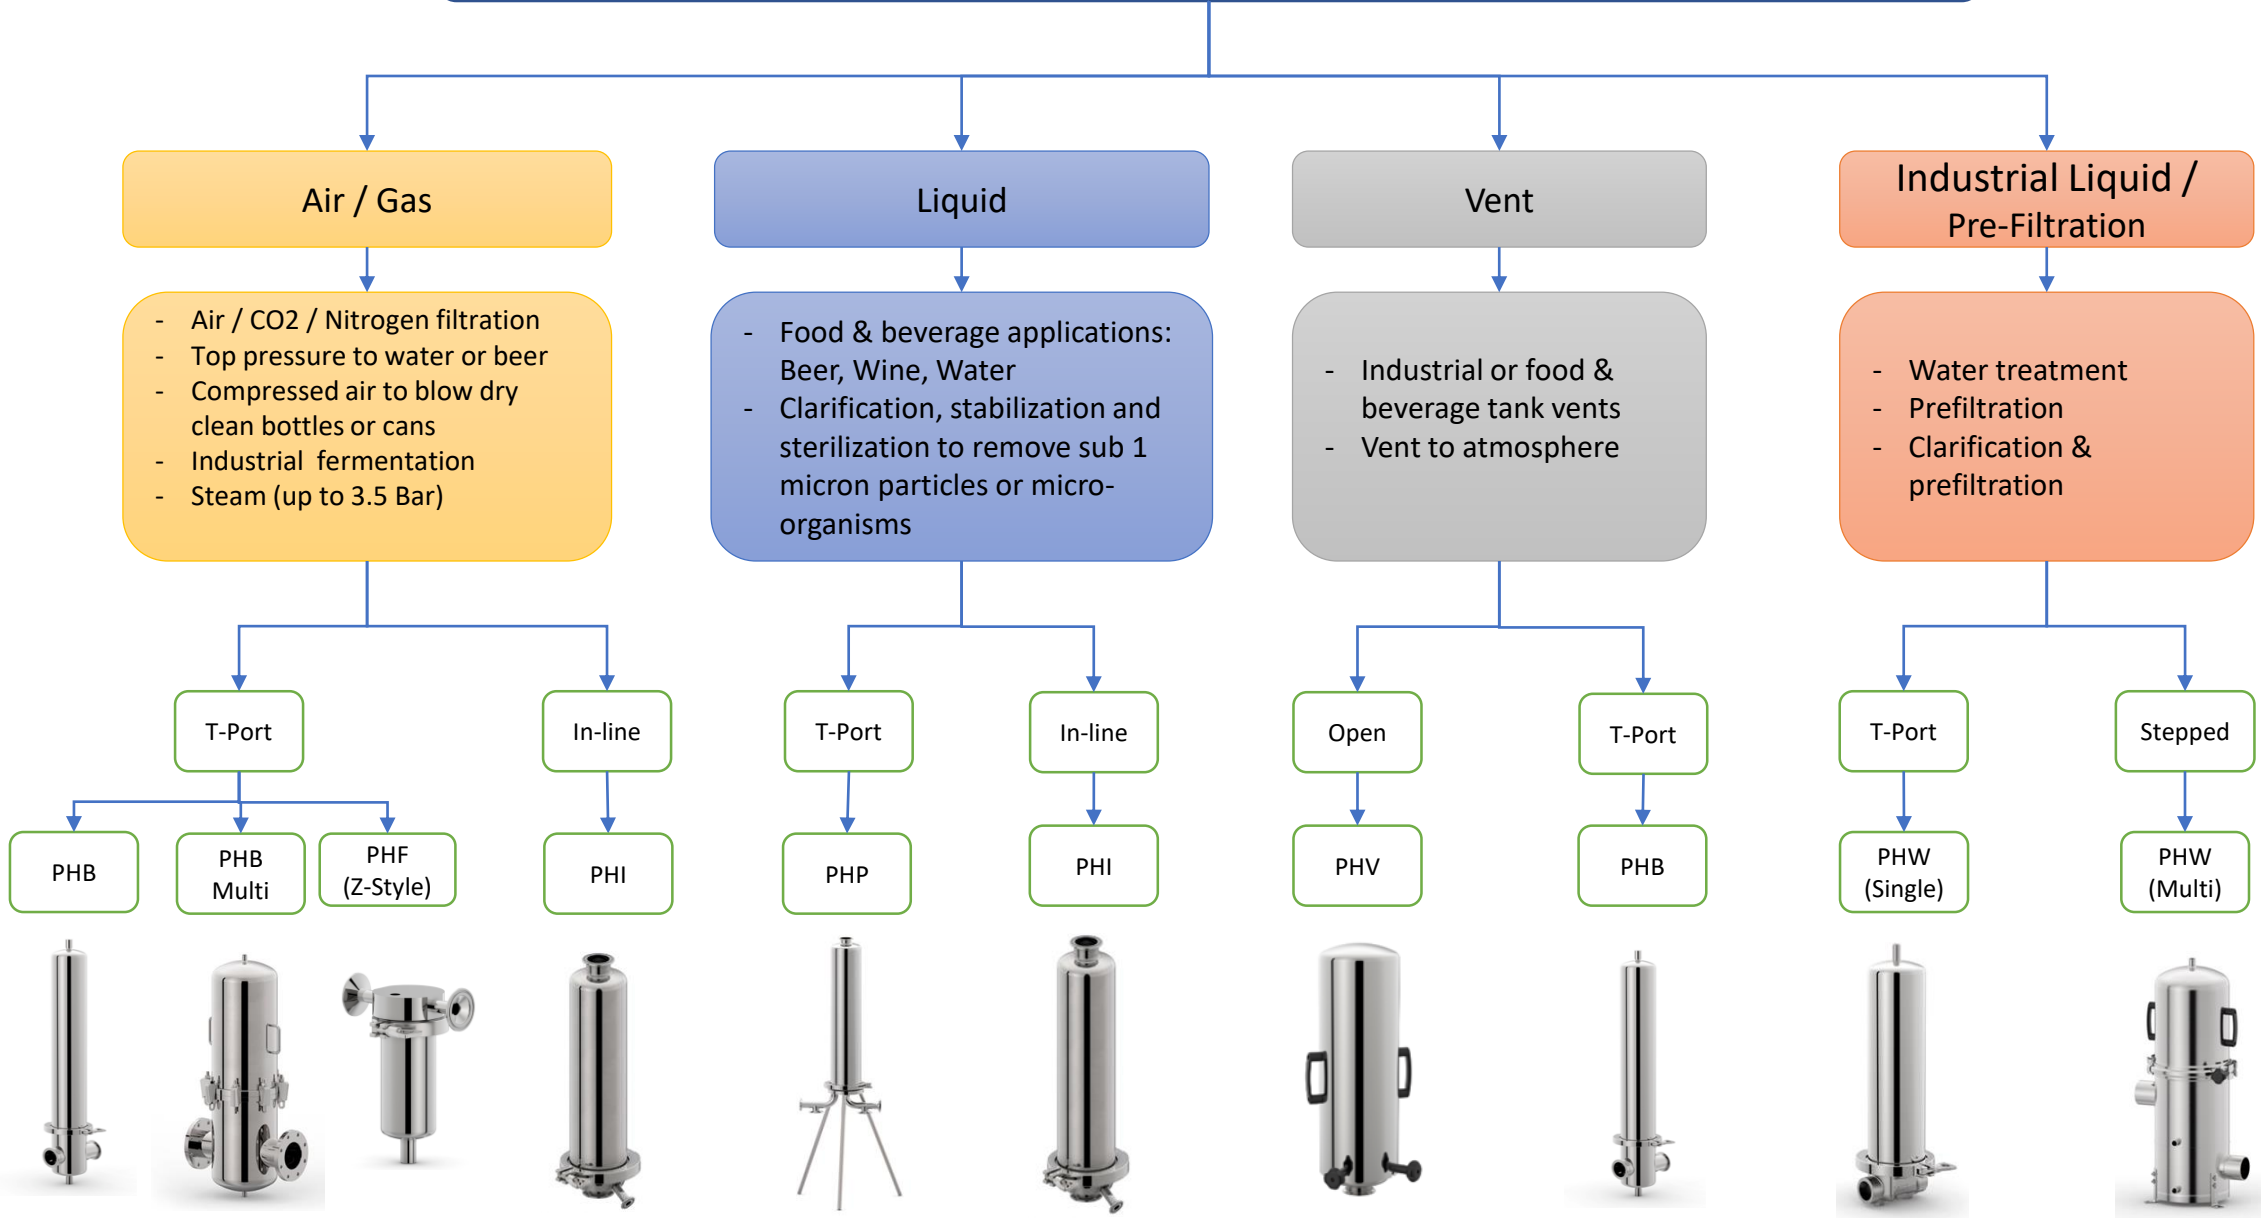 Air / Gas
Liquid
Vent
Industrial Liquid /
Pre-Filtration
- Air / CO2 / Nitrogen filtration
- Top pressure to water or beer
- Compressed air to blow dry
clean bottles or cans
- Industrial  fermentation
- Steam (up to 3.5 Bar)
- Food & beverage applications:
Beer, Wine, Water
- Clarification, stabilization and
sterilization to remove sub 1
micron particles or micro-
organisms
- Industrial or food &
beverage tank vents
- Vent to atmosphere
- Water treatment
- Prefiltration
- Clarification &
prefiltration
T-Port
In-line
T-Port
In-line
Open
T-Port
T-Port
Stepped
PHB
PHB
Multi
PHF
(Z-Style)
PHI
PHP
PHI
PHV
PHB
PHW
(Single)
PHW
(Multi)